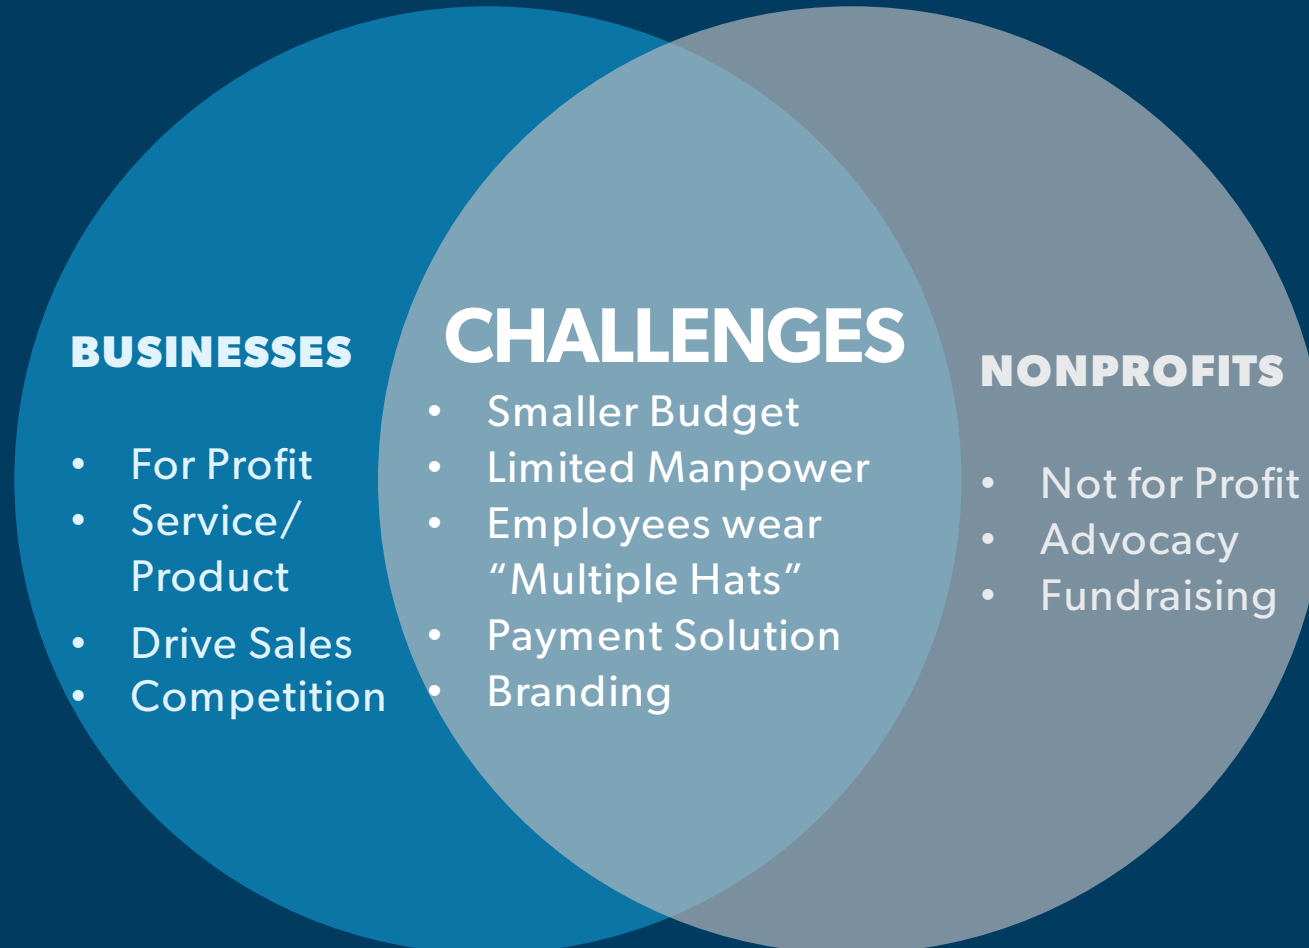 BUSINESSES
• For Profit
• Service/
Product
• Drive Sales
• Competition
CHALLENGES
• Smaller Budget
• Limited Manpower
• Employees wear
“Multiple Hats”
• Payment Solution
• Branding
NONPROFITS
• Not for Profit
• Advocacy
• Fundraising